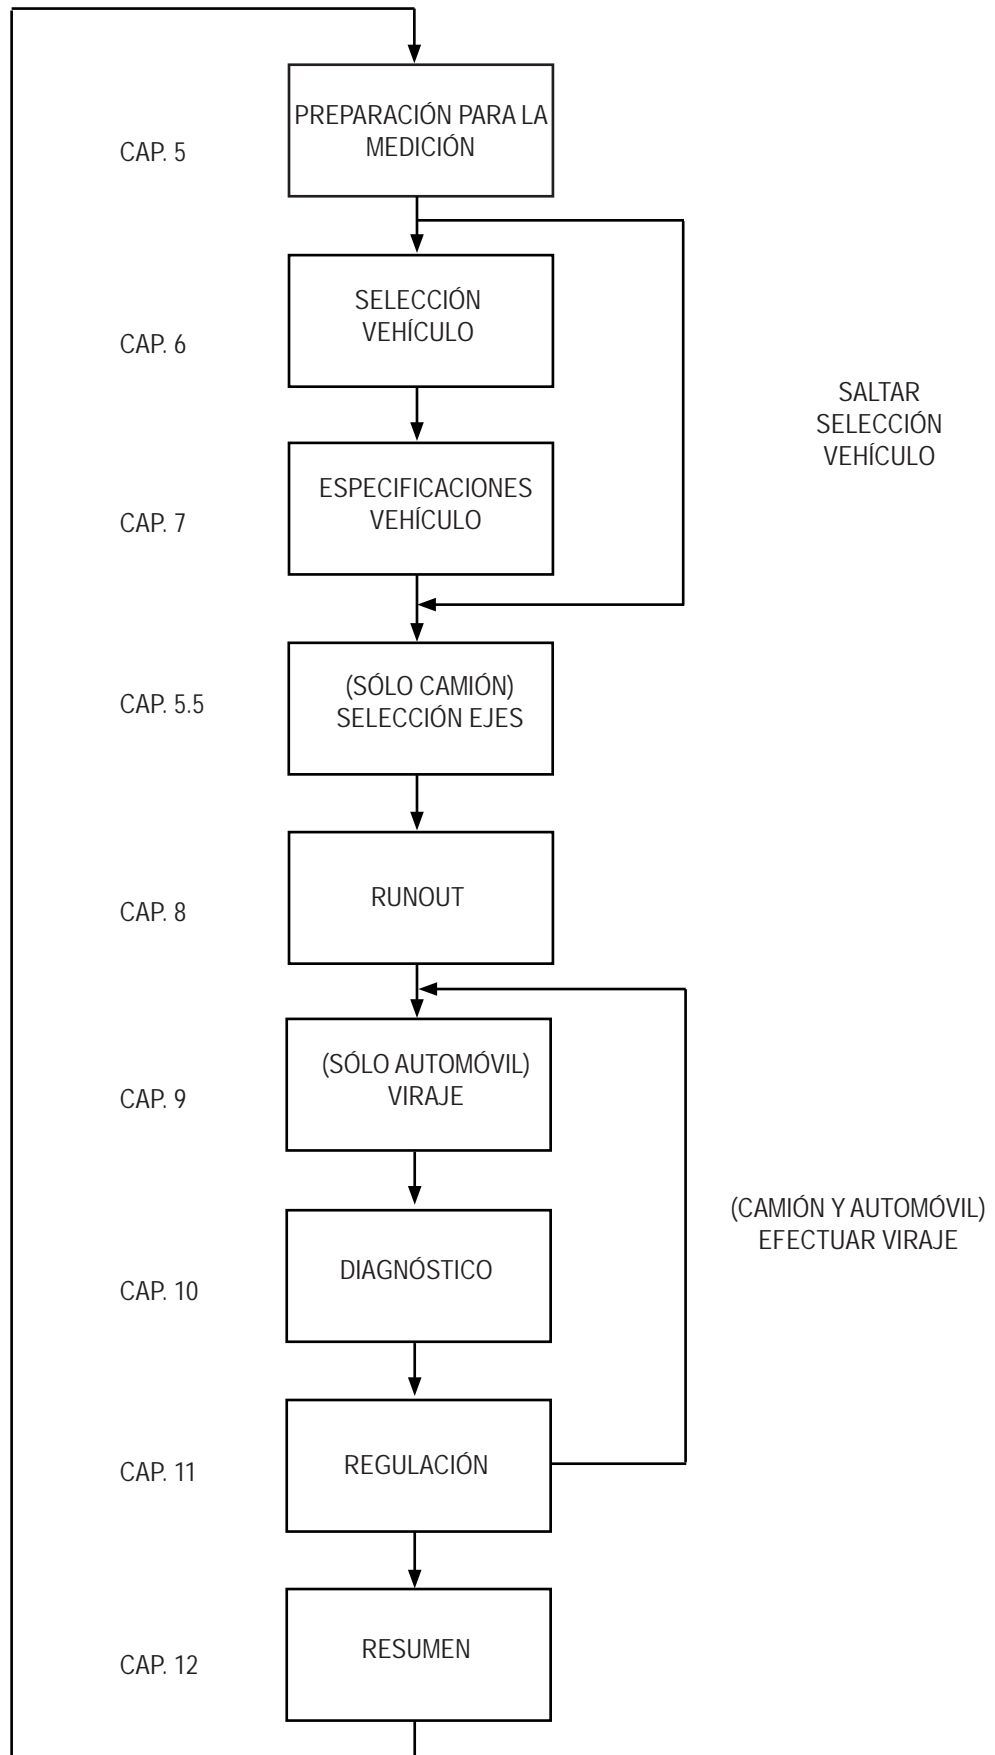 PREPARACIÓN PARA LA
MEDICIÓN
CAP. 5
SELECCIÓN
VEHÍCULO
CAP. 6
SALTAR
SELECCIÓN
VEHÍCULO
ESPECIFICACIONES
VEHÍCULO
CAP. 7
(SÓLO CAMIÓN)
SELECCIÓN EJES
CAP. 5.5
RUNOUT
CAP. 8
(SÓLO AUTOMÓVIL)
VIRAJE
CAP. 9
(CAMIÓN Y AUTOMÓVIL)
EFECTUAR VIRAJE
DIAGNÓSTICO
CAP. 10
REGULACIÓN
CAP. 11
RESUMEN
CAP. 12